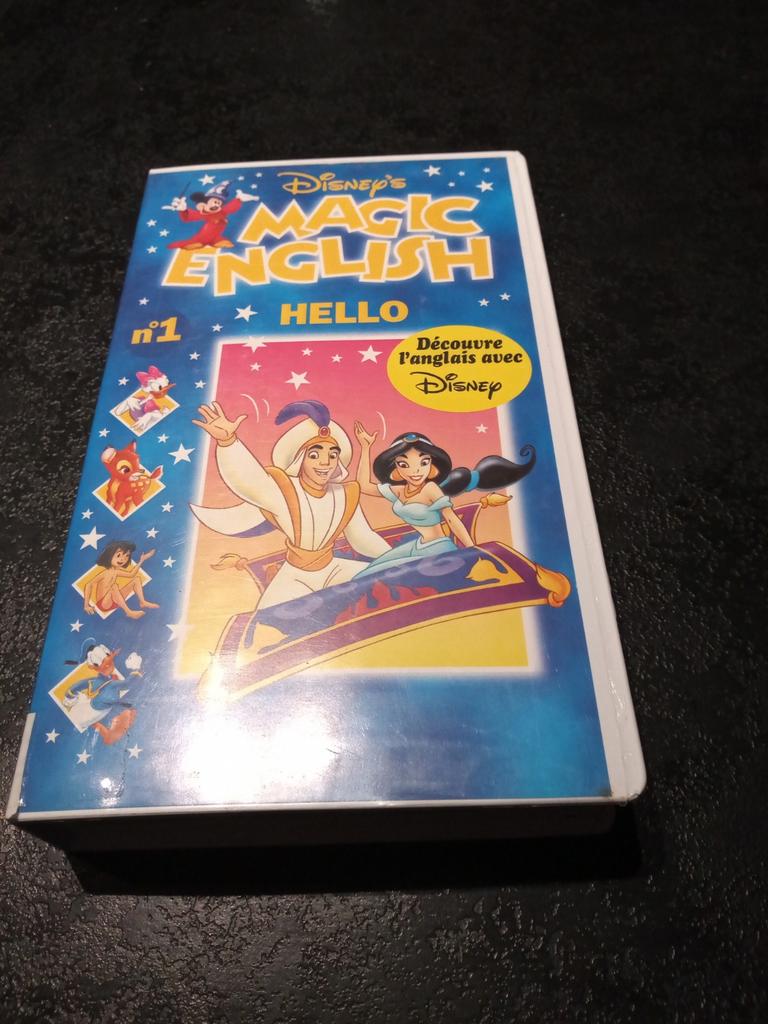 Disney's
MAGIC
ENGLISH
HELLO
n°1
Découvre
l'anglais avec
Disney